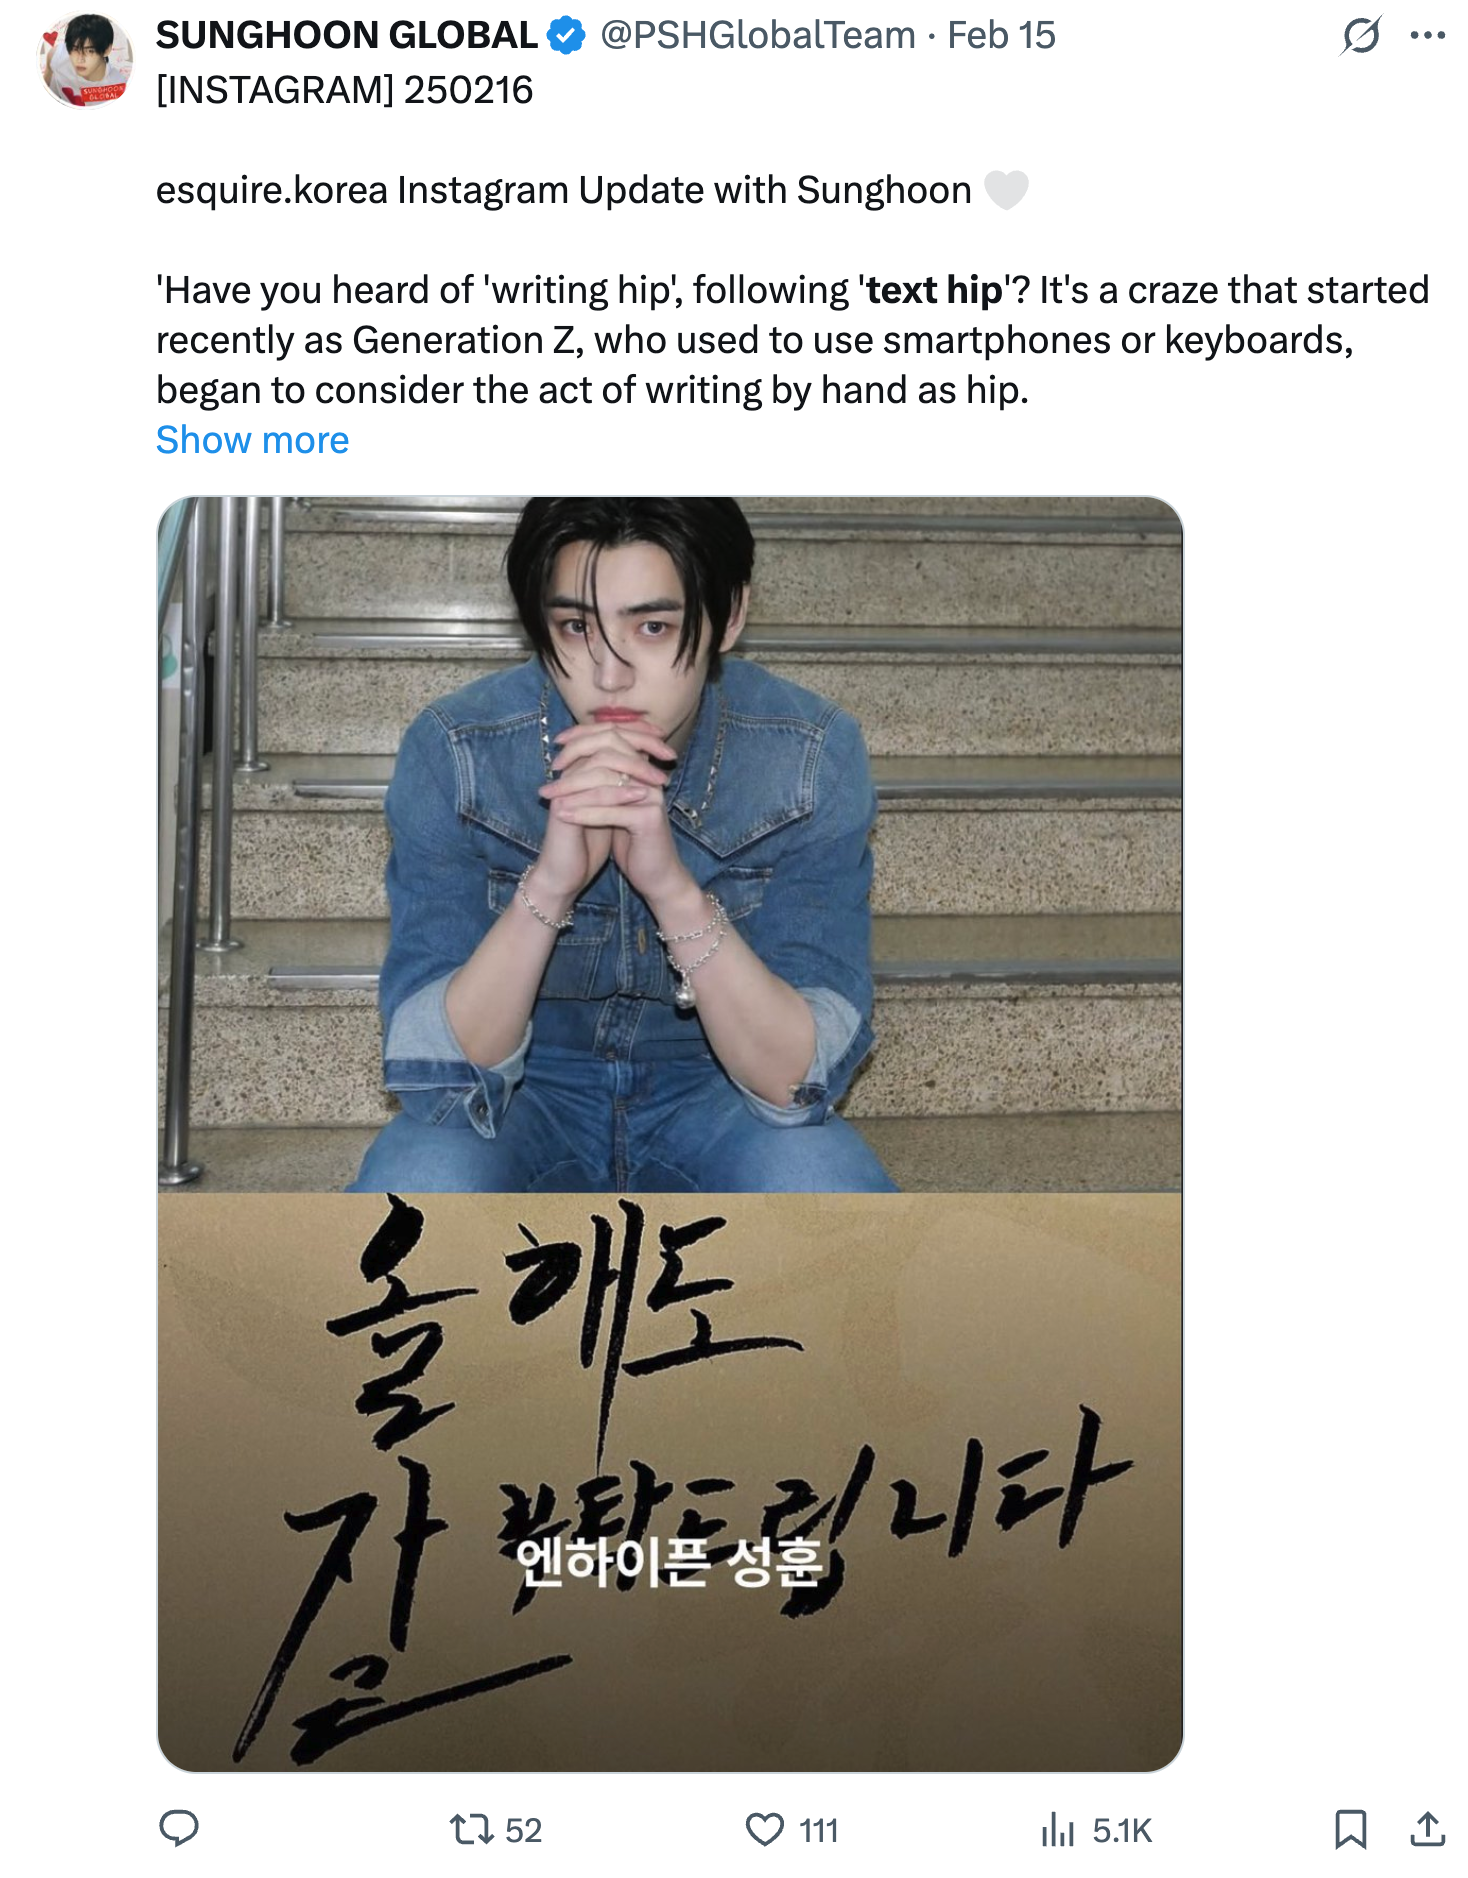 SUNGHOON GLOBAL @PSHGlobalTeam · Feb 15
[INSTAGRAM] 250216
esquire.korea Instagram Update with Sunghoon 🤍
'Have you heard of 'writing hip', following 'text hip'? It's a craze that started
recently as Generation Z, who used to use smartphones or keyboards,
began to consider the act of writing by hand as hip.
Show more
올해도
잘 부탁드립니다
엔하이픈 성훈
52 111 5.1K
SUNGHOON
GLOBAL